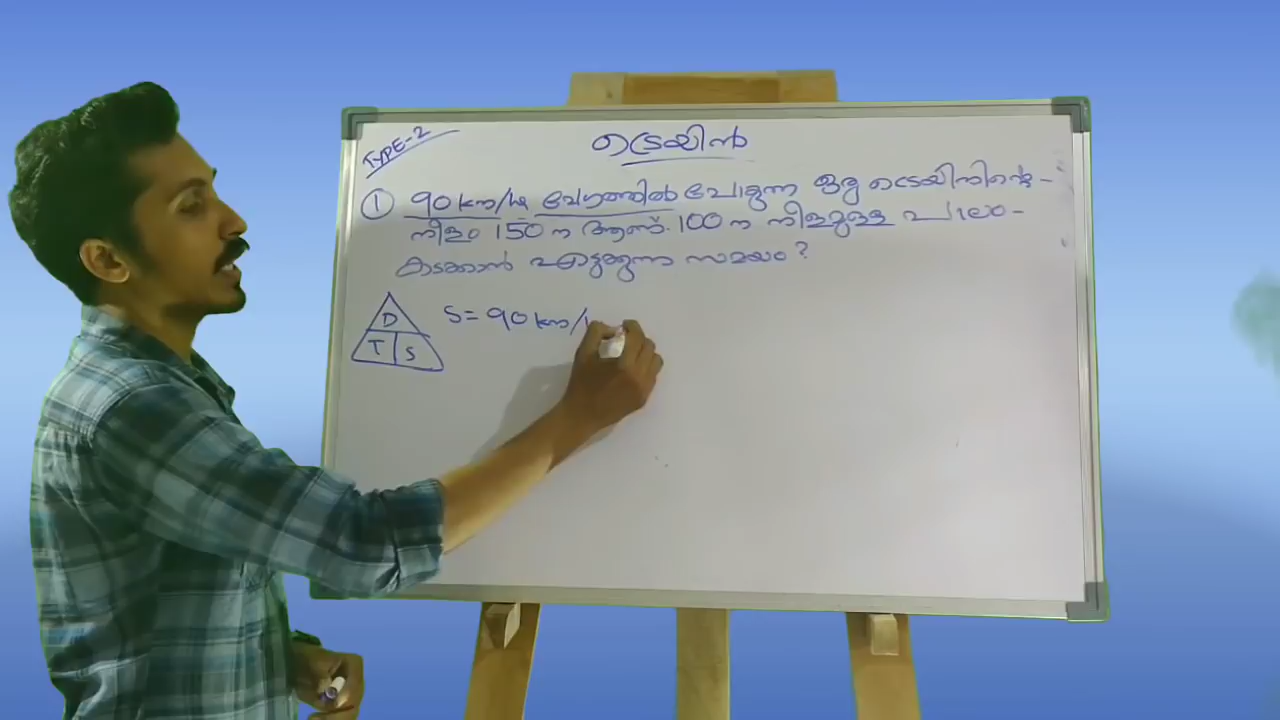 TYPE-2
ട്രെയിൻ
① 90 km/hr വേഗത്തിൽ പോകുന്ന ഒരു ട്രെയിനിന്റെ-
നീളം 150 m ആണ്. 100 m നീളമുള്ള പാലം-
കടക്കാൻ എടുക്കുന്ന സമയം?
D S= 90 km/
T S